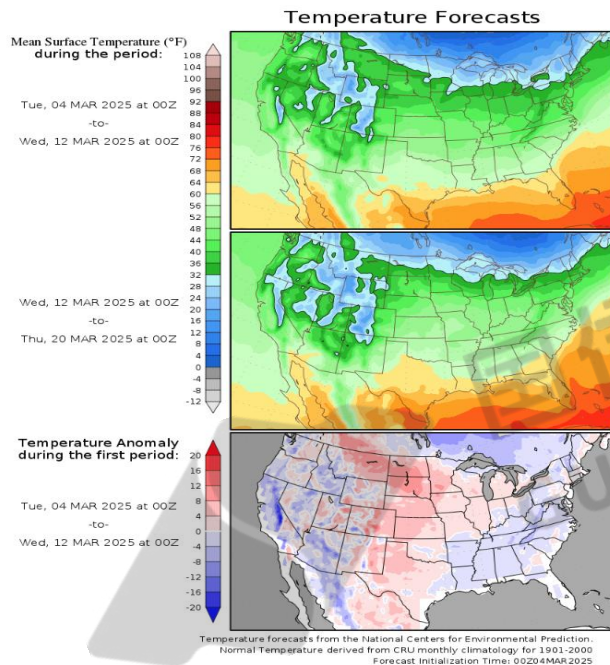 Temperature Forecasts
Mean Surface Temperature (°F)
during the period:
Tue, 04 MAR 2025 at 00Z
-to-
Wed, 12 MAR 2025 at 00Z
108
104
100
96
92
88
84
80
76
72
68
64
60
56
52
48
44
40
36
32
28
24
20
16
12
8
4
0
-4
-8
-12
Wed, 12 MAR 2025 at 00Z
-to-
Thu, 20 MAR 2025 at 00Z
Temperature Anomaly
during the first period:
Tue, 04 MAR 2025 at 00Z
-to-
Wed, 12 MAR 2025 at 00Z
20
16
12
8
4
0
-4
-8
-12
-16
-20
Temperature forecasts from the National Centers for Environmental Prediction.
Normal Temperature derived from CRU monthly climatology for 1901-2000
Forecast Initialization Time: 00Z04MAR2025